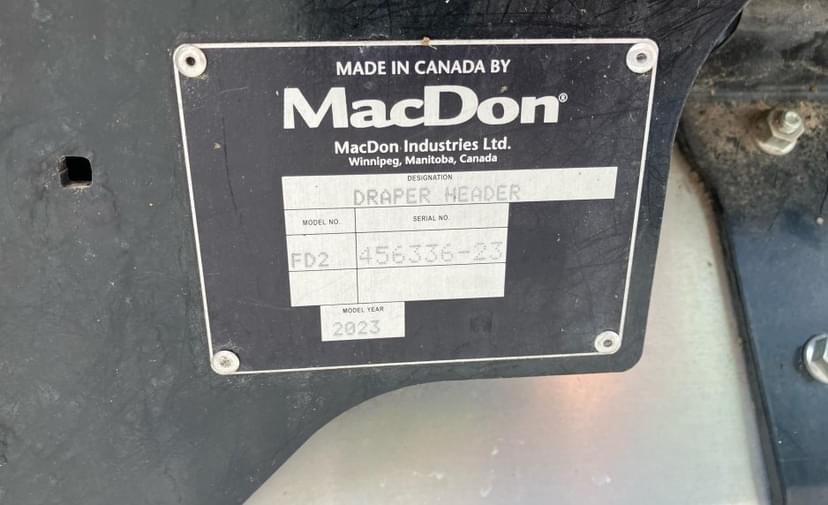 MADE IN CANADA BY
MacDon®
MacDon Industries Ltd.
Winnipeg, Manitoba, Canada
DESIGNATION
DRAPER HEADER
MODEL NO. SERIAL NO.
FD2 456336-23
MODEL YEAR
2023